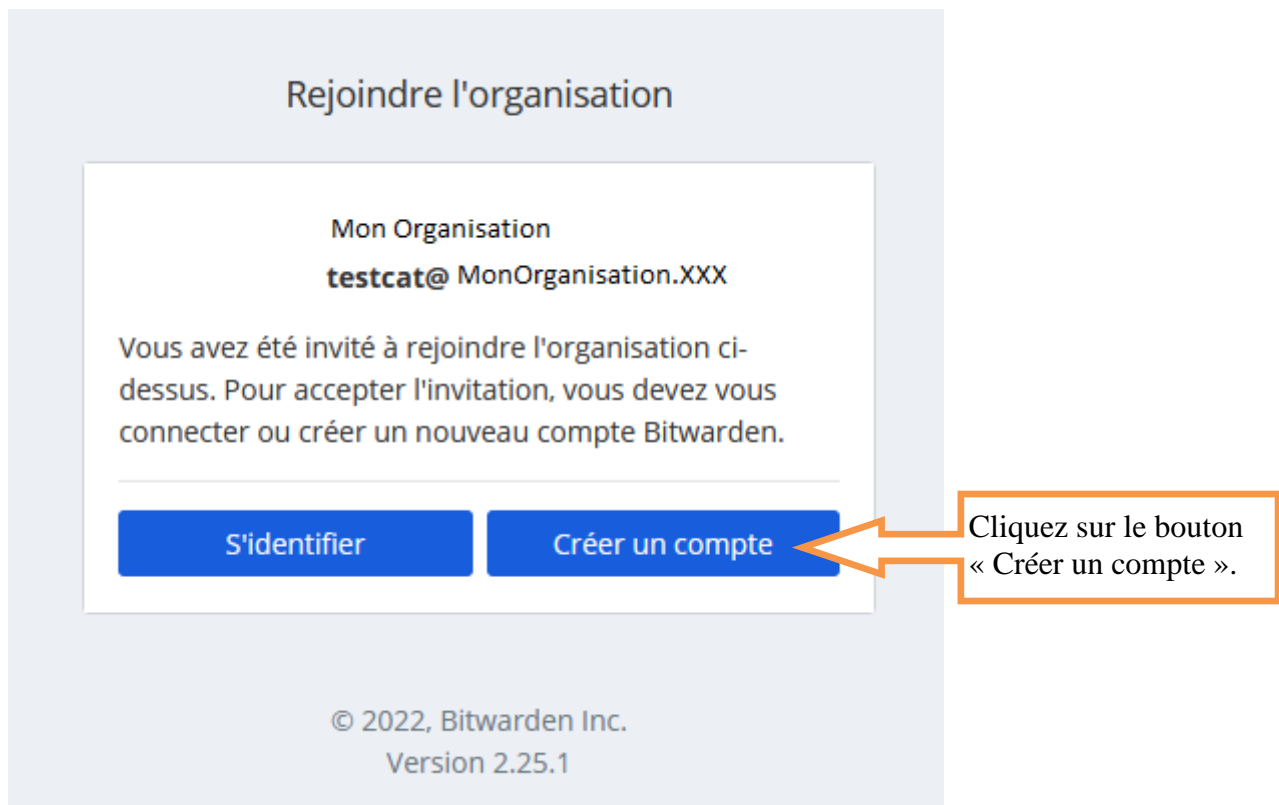 Rejoindre l'organisation
Mon Organisation
testcat@ MonOrganisation.XXX
Vous avez été invité à rejoindre l'organisation ci-
dessus. Pour accepter l'invitation, vous devez vous
connecter ou créer un nouveau compte Bitwarden.
S'identifier
Créer un compte
Cliquez sur le bouton
« Créer un compte ».
© 2022, Bitwarden Inc.
Version 2.25.1